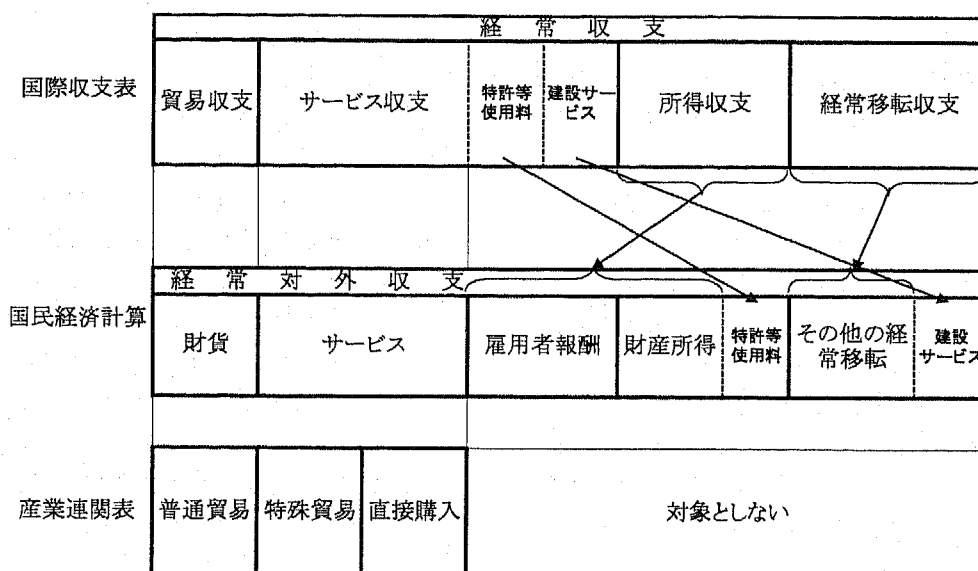 経常収支
国際収支表
貿易収支
サービス収支
特許等
使用料
建設サー
ビス
所得収支
経常移転収支
経常対外収支
国民経済計算
財貨
サービス
雇用者報酬
財産所得
特許等
使用料
その他の経
常移転
建設
サービス
産業連関表
普通貿易
特殊貿易
直接購入
対象としない